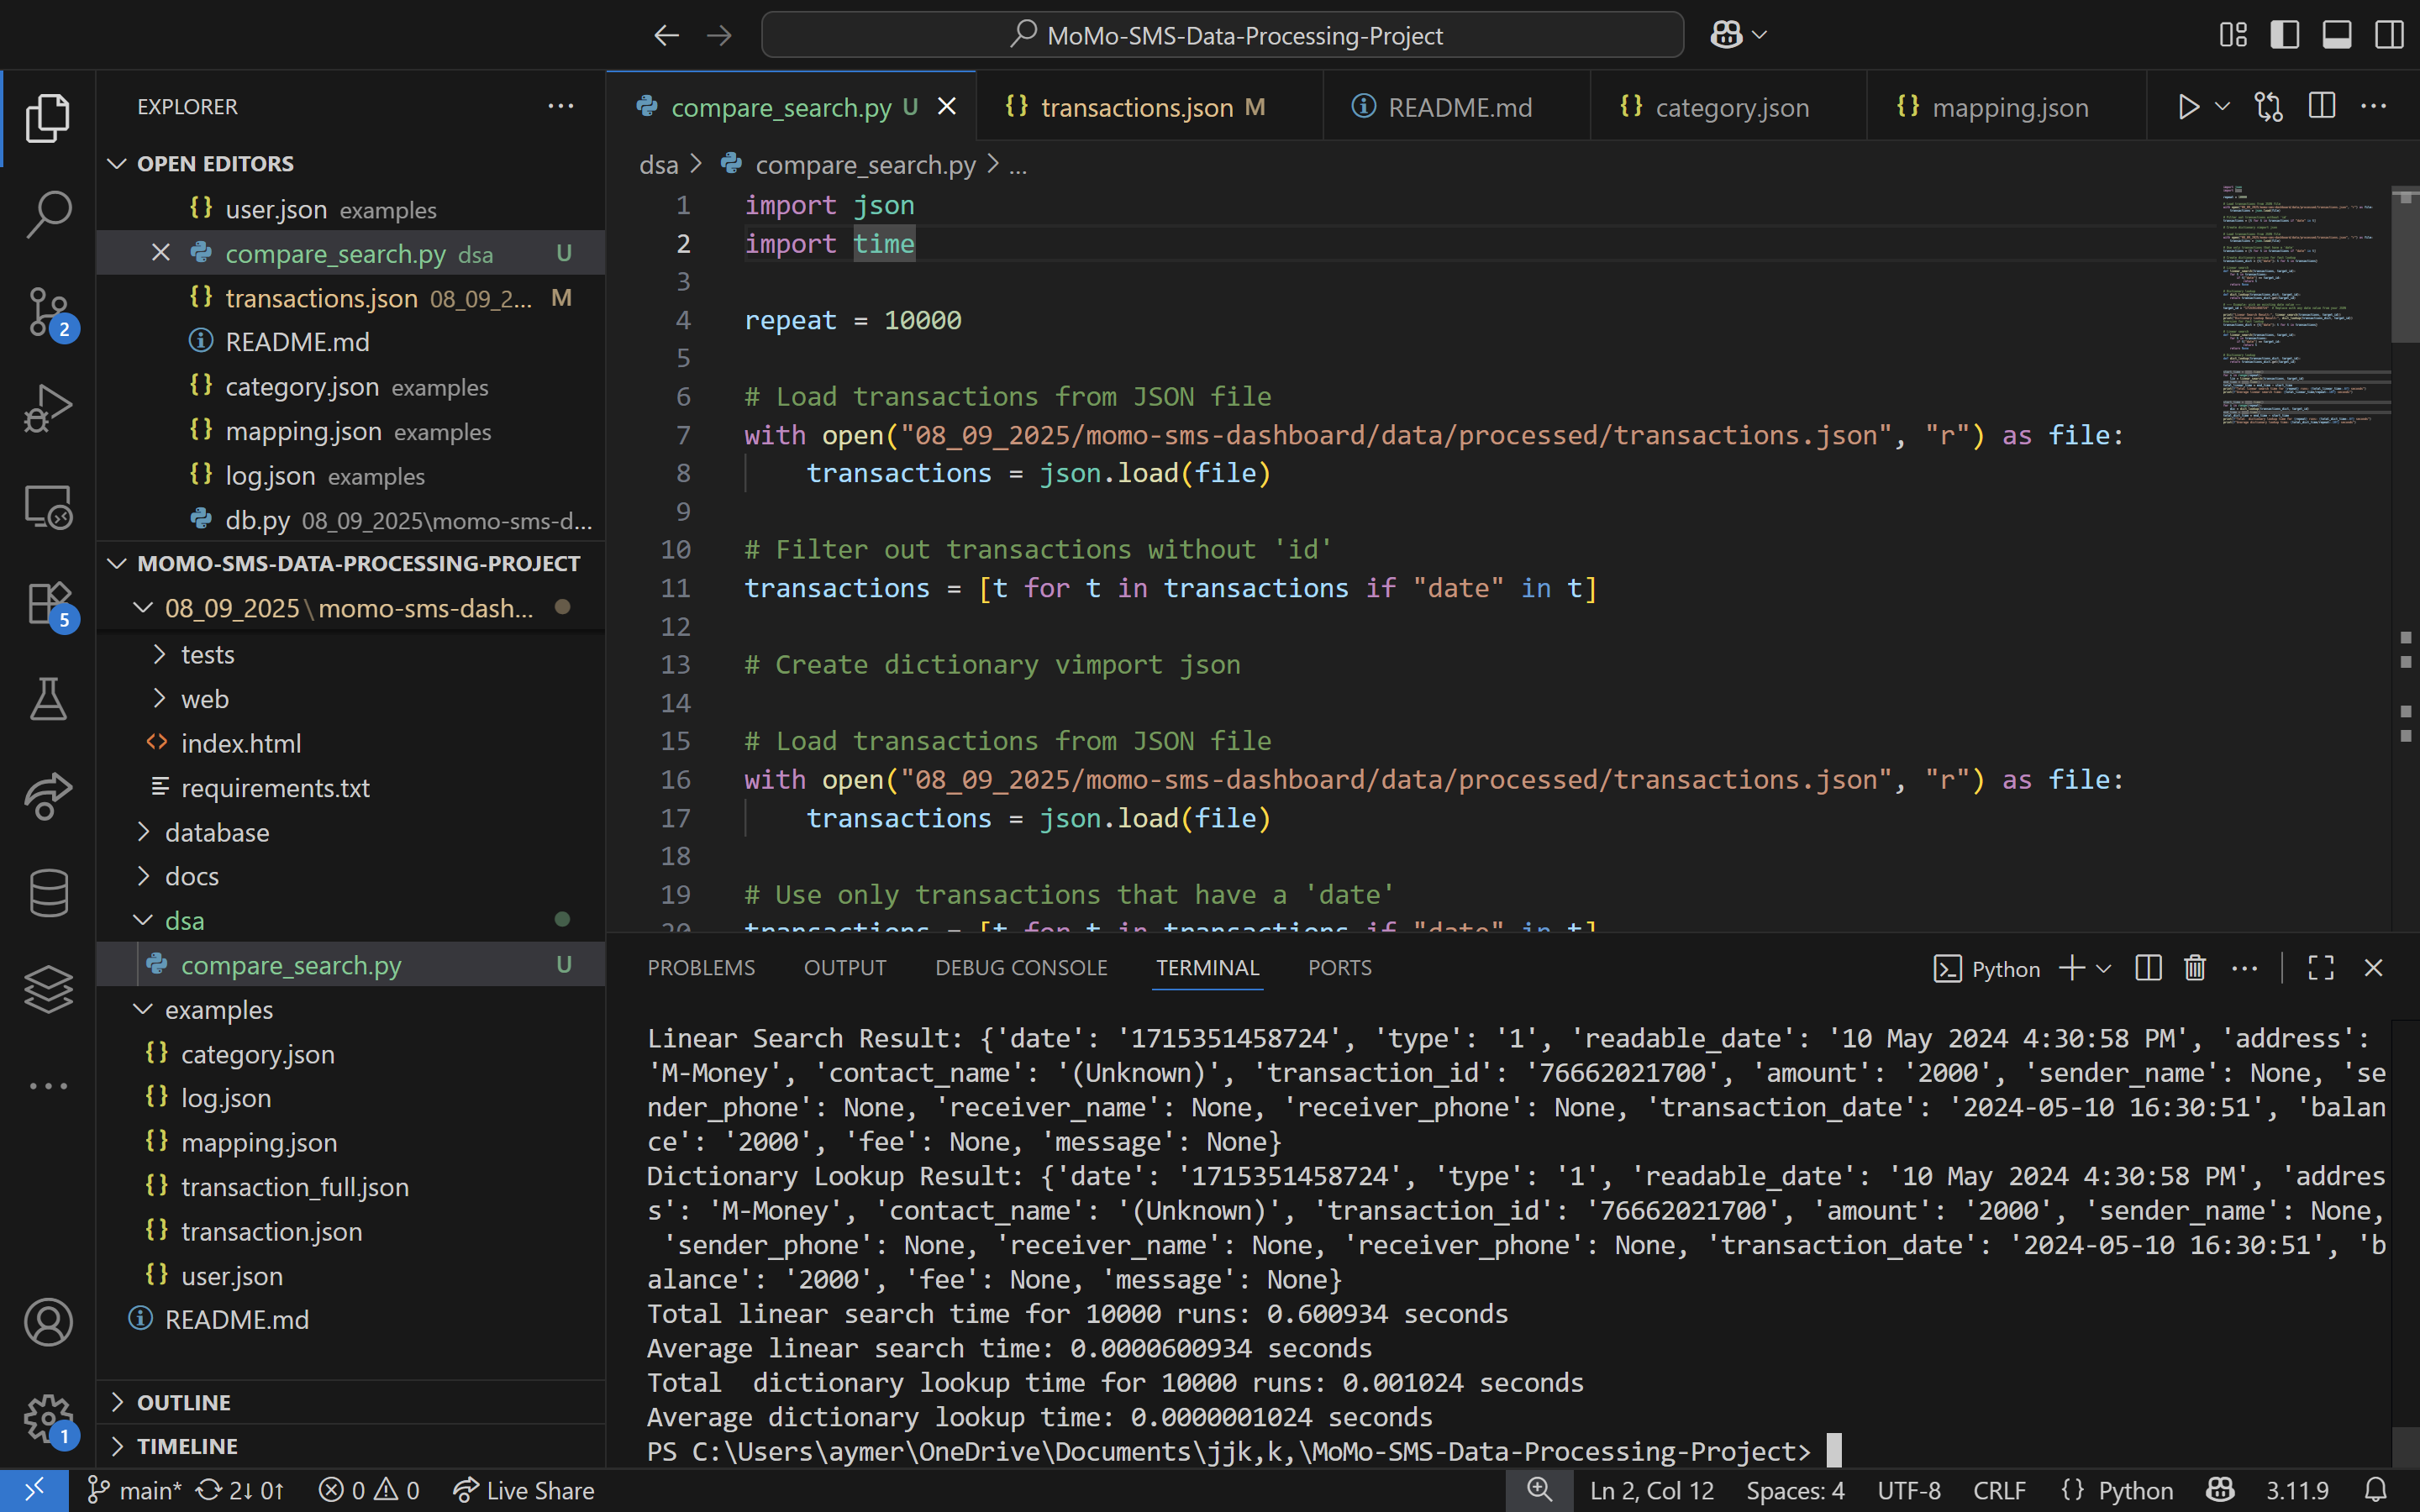 MoMo-SMS-Data-Processing-Project
EXPLORER
OPEN EDITORS
user.json examples
compare_search.py dsa U
transactions.json 08_09_2... M
README.md
category.json examples
mapping.json examples
log.json examples
db.py 08_09_2025\momo-sms-d...
MOMO-SMS-DATA-PROCESSING-PROJECT
08_09_2025\momo-sms-dash...
tests
web
index.html
requirements.txt
database
docs
dsa
compare_search.py U
examples
category.json
log.json
mapping.json
transaction_full.json
transaction.json
user.json
README.md
OUTLINE
TIMELINE
2
5
1
compare_search.py U
transactions.json M
README.md
category.json
mapping.json
dsa > compare_search.py > ...
1 import json
2 import time
3
4 repeat = 10000
5
6 # Load transactions from JSON file
7 with open("08_09_2025/momo-sms-dashboard/data/processed/transactions.json", "r") as file:
8     transactions = json.load(file)
9
10 # Filter out transactions without 'id'
11 transactions = [t for t in transactions if "date" in t]
12
13 # Create dictionary vimport json
14
15 # Load transactions from JSON file
16 with open("08_09_2025/momo-sms-dashboard/data/processed/transactions.json", "r") as file:
17     transactions = json.load(file)
18
19 # Use only transactions that have a 'date'
20 transactions = [t for t in transactions if "date" in t]
PROBLEMS OUTPUT DEBUG CONSOLE TERMINAL PORTS
Python
Linear Search Result: {'date': '1715351458724', 'type': '1', 'readable_date': '10 May 2024 4:30:58 PM', 'address':
'M-Money', 'contact_name': '(Unknown)', 'transaction_id': '76662021700', 'amount': '2000', 'sender_name': None, 'se
nder_phone': None, 'receiver_name': None, 'receiver_phone': None, 'transaction_date': '2024-05-10 16:30:51', 'balan
ce': '2000', 'fee': None, 'message': None}
Dictionary Lookup Result: {'date': '1715351458724', 'type': '1', 'readable_date': '10 May 2024 4:30:58 PM', 'addres
s': 'M-Money', 'contact_name': '(Unknown)', 'transaction_id': '76662021700', 'amount': '2000', 'sender_name': None,
'sender_phone': None, 'receiver_name': None, 'receiver_phone': None, 'transaction_date': '2024-05-10 16:30:51', 'b
alance': '2000', 'fee': None, 'message': None}
Total linear search time for 10000 runs: 0.600934 seconds
Average linear search time: 0.0000600934 seconds
Total  dictionary lookup time for 10000 runs: 0.001024 seconds
Average dictionary lookup time: 0.0000001024 seconds
PS C:\Users\aymer\OneDrive\Documents\jjk,k,\MoMo-SMS-Data-Processing-Project>
main* 2↓ 0↑ 0 0 Live Share
Ln 2, Col 12 Spaces: 4 UTF-8 CRLF {} Python 3.11.9